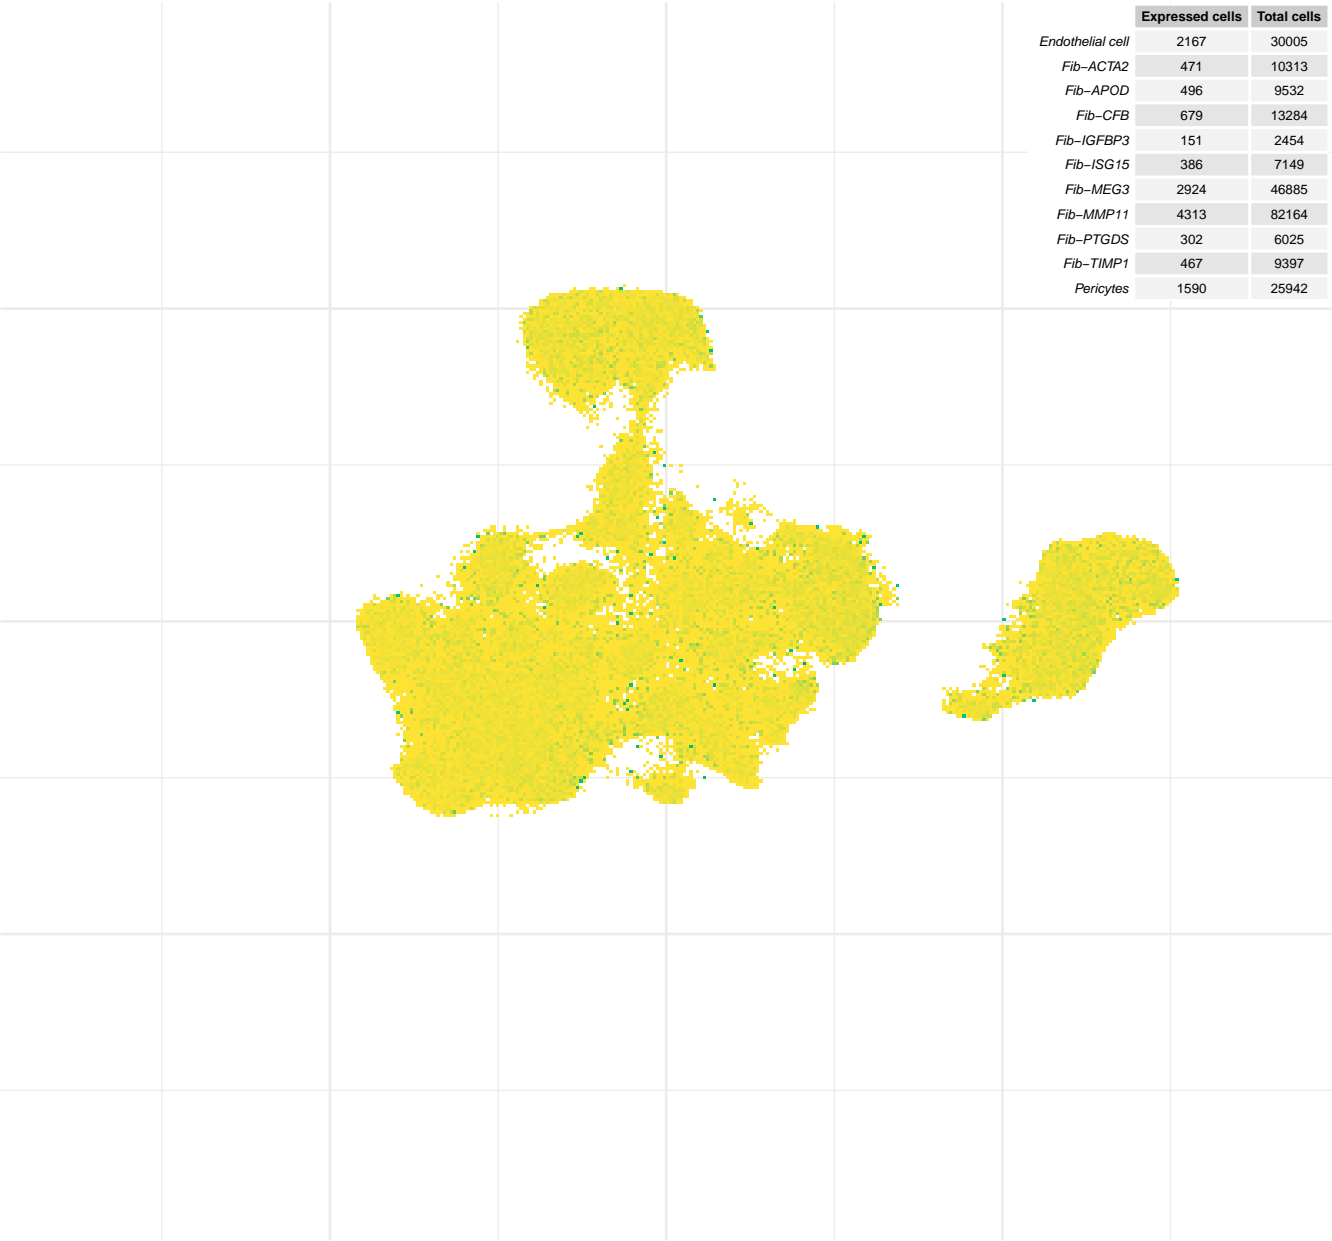 Expressed cells Total cells
Endothelial cell 2167 30005
Fib−ACTA2 471 10313
Fib−APOD 496 9532
Fib−CFB 679 13284
Fib−IGFBP3 151 2454
Fib−ISG15 386 7149
Fib−MEG3 2924 46885
Fib−MMP11 4313 82164
Fib−PTGDS 302 6025
Fib−TIMP1 467 9397
Pericytes 1590 25942